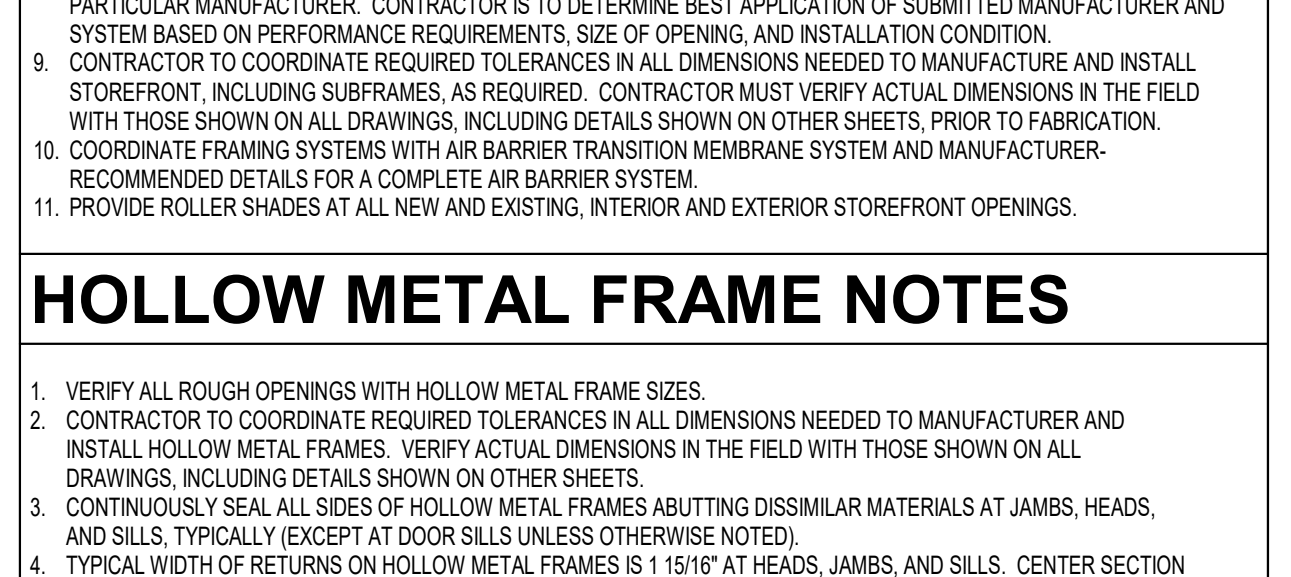 PARTICULAR MANUFACTURER. CONTRACTOR IS TO DETERMINE BEST APPLICATION OF SUBMITTED MANUFACTURER AND
SYSTEM BASED ON PERFORMANCE REQUIREMENTS, SIZE OF OPENING, AND INSTALLATION CONDITION.
9. CONTRACTOR TO COORDINATE REQUIRED TOLERANCES IN ALL DIMENSIONS NEEDED TO MANUFACTURE AND INSTALL
STOREFRONT, INCLUDING SUBFRAMES, AS REQUIRED. CONTRACTOR MUST VERIFY ACTUAL DIMENSIONS IN THE FIELD
WITH THOSE SHOWN ON ALL DRAWINGS, INCLUDING DETAILS SHOWN ON OTHER SHEETS, PRIOR TO FABRICATION.
10. COORDINATE FRAMING SYSTEMS WITH AIR BARRIER TRANSITION MEMBRANE SYSTEM AND MANUFACTURER-
RECOMMENDED DETAILS FOR A COMPLETE AIR BARRIER SYSTEM.
11. PROVIDE ROLLER SHADES AT ALL NEW AND EXISTING, INTERIOR AND EXTERIOR STOREFRONT OPENINGS.
HOLLOW METAL FRAME NOTES
1. VERIFY ALL ROUGH OPENINGS WITH HOLLOW METAL FRAME SIZES.
2. CONTRACTOR TO COORDINATE REQUIRED TOLERANCES IN ALL DIMENSIONS NEEDED TO MANUFACTURER AND
INSTALL HOLLOW METAL FRAMES. VERIFY ACTUAL DIMENSIONS IN THE FIELD WITH THOSE SHOWN ON ALL
DRAWINGS, INCLUDING DETAILS SHOWN ON OTHER SHEETS.
3. CONTINUOUSLY SEAL ALL SIDES OF HOLLOW METAL FRAMES ABUTTING DISSIMILAR MATERIALS AT JAMBS, HEADS,
AND SILLS, TYPICALLY (EXCEPT AT DOOR SILLS UNLESS OTHERWISE NOTED).
4. TYPICAL WIDTH OF RETURNS ON HOLLOW METAL FRAMES IS 1 15/16" AT HEADS, JAMBS, AND SILLS. CENTER SECTION